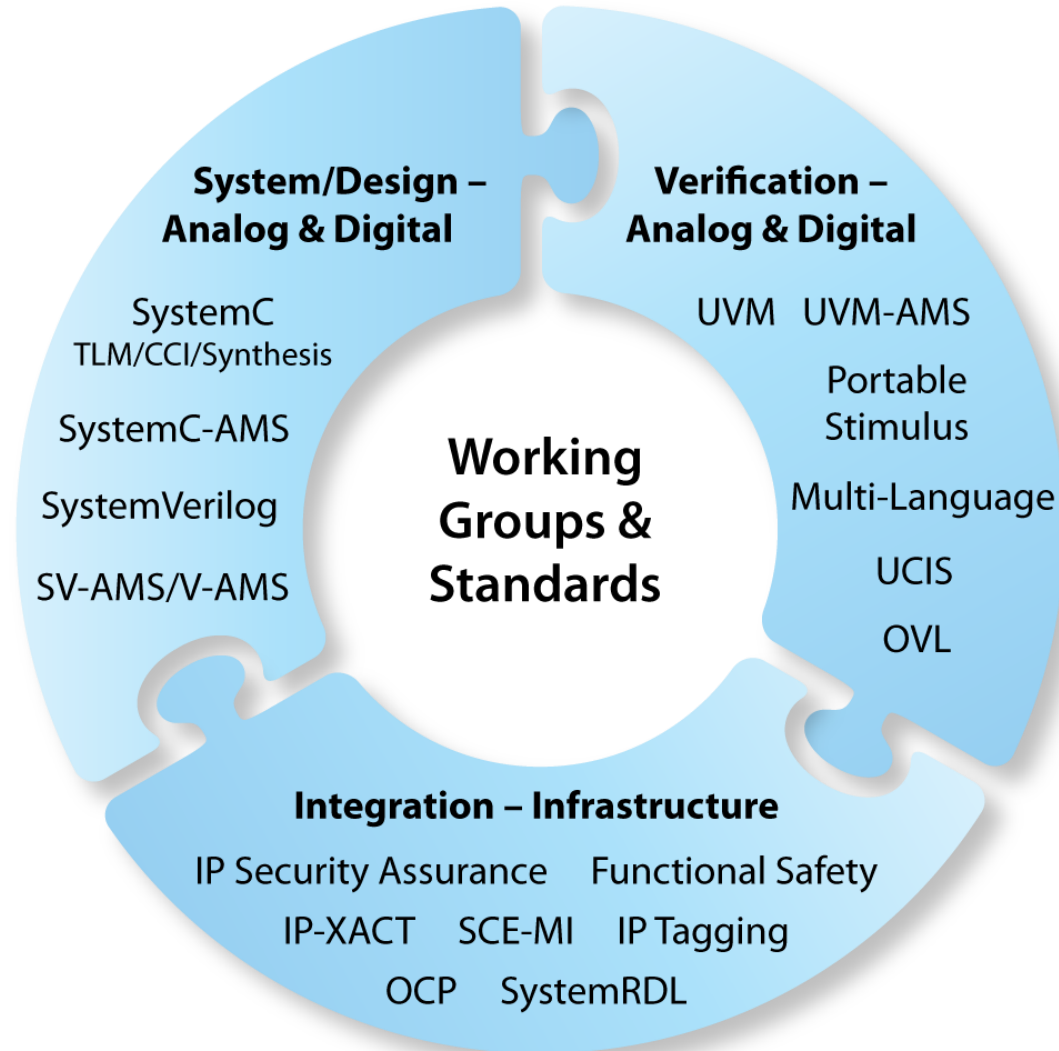 System/Design –
Analog & Digital
SystemC
TLM/CCI/Synthesis
SystemC-AMS
SystemVerilog
SV-AMS/V-AMS
Verification –
Analog & Digital
UVM UVM-AMS
Portable
Stimulus
Multi-Language
UCIS
OVL
Working
Groups &
Standards
Integration – Infrastructure
IP Security Assurance Functional Safety
IP-XACT SCE-MI IP Tagging
OCP SystemRDL